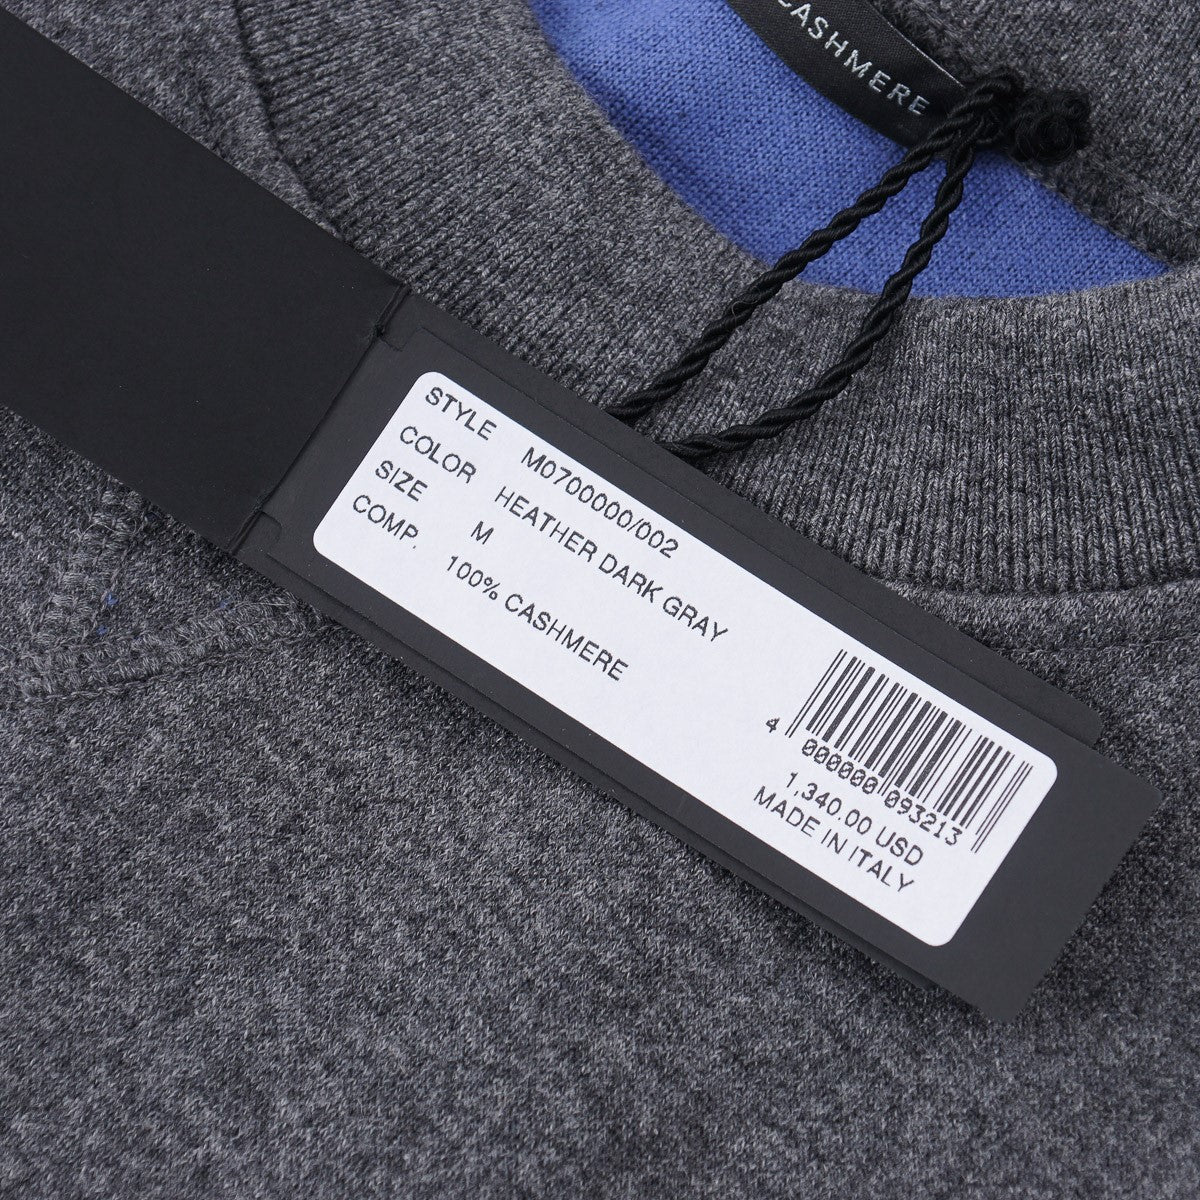 CASHMERE
STYLE M0700000/002
COLOR HEATHER DARK GRAY
SIZE M
COMP. 100% CASHMERE
4 000000 093213
1,340.00 USD
MADE IN ITALY